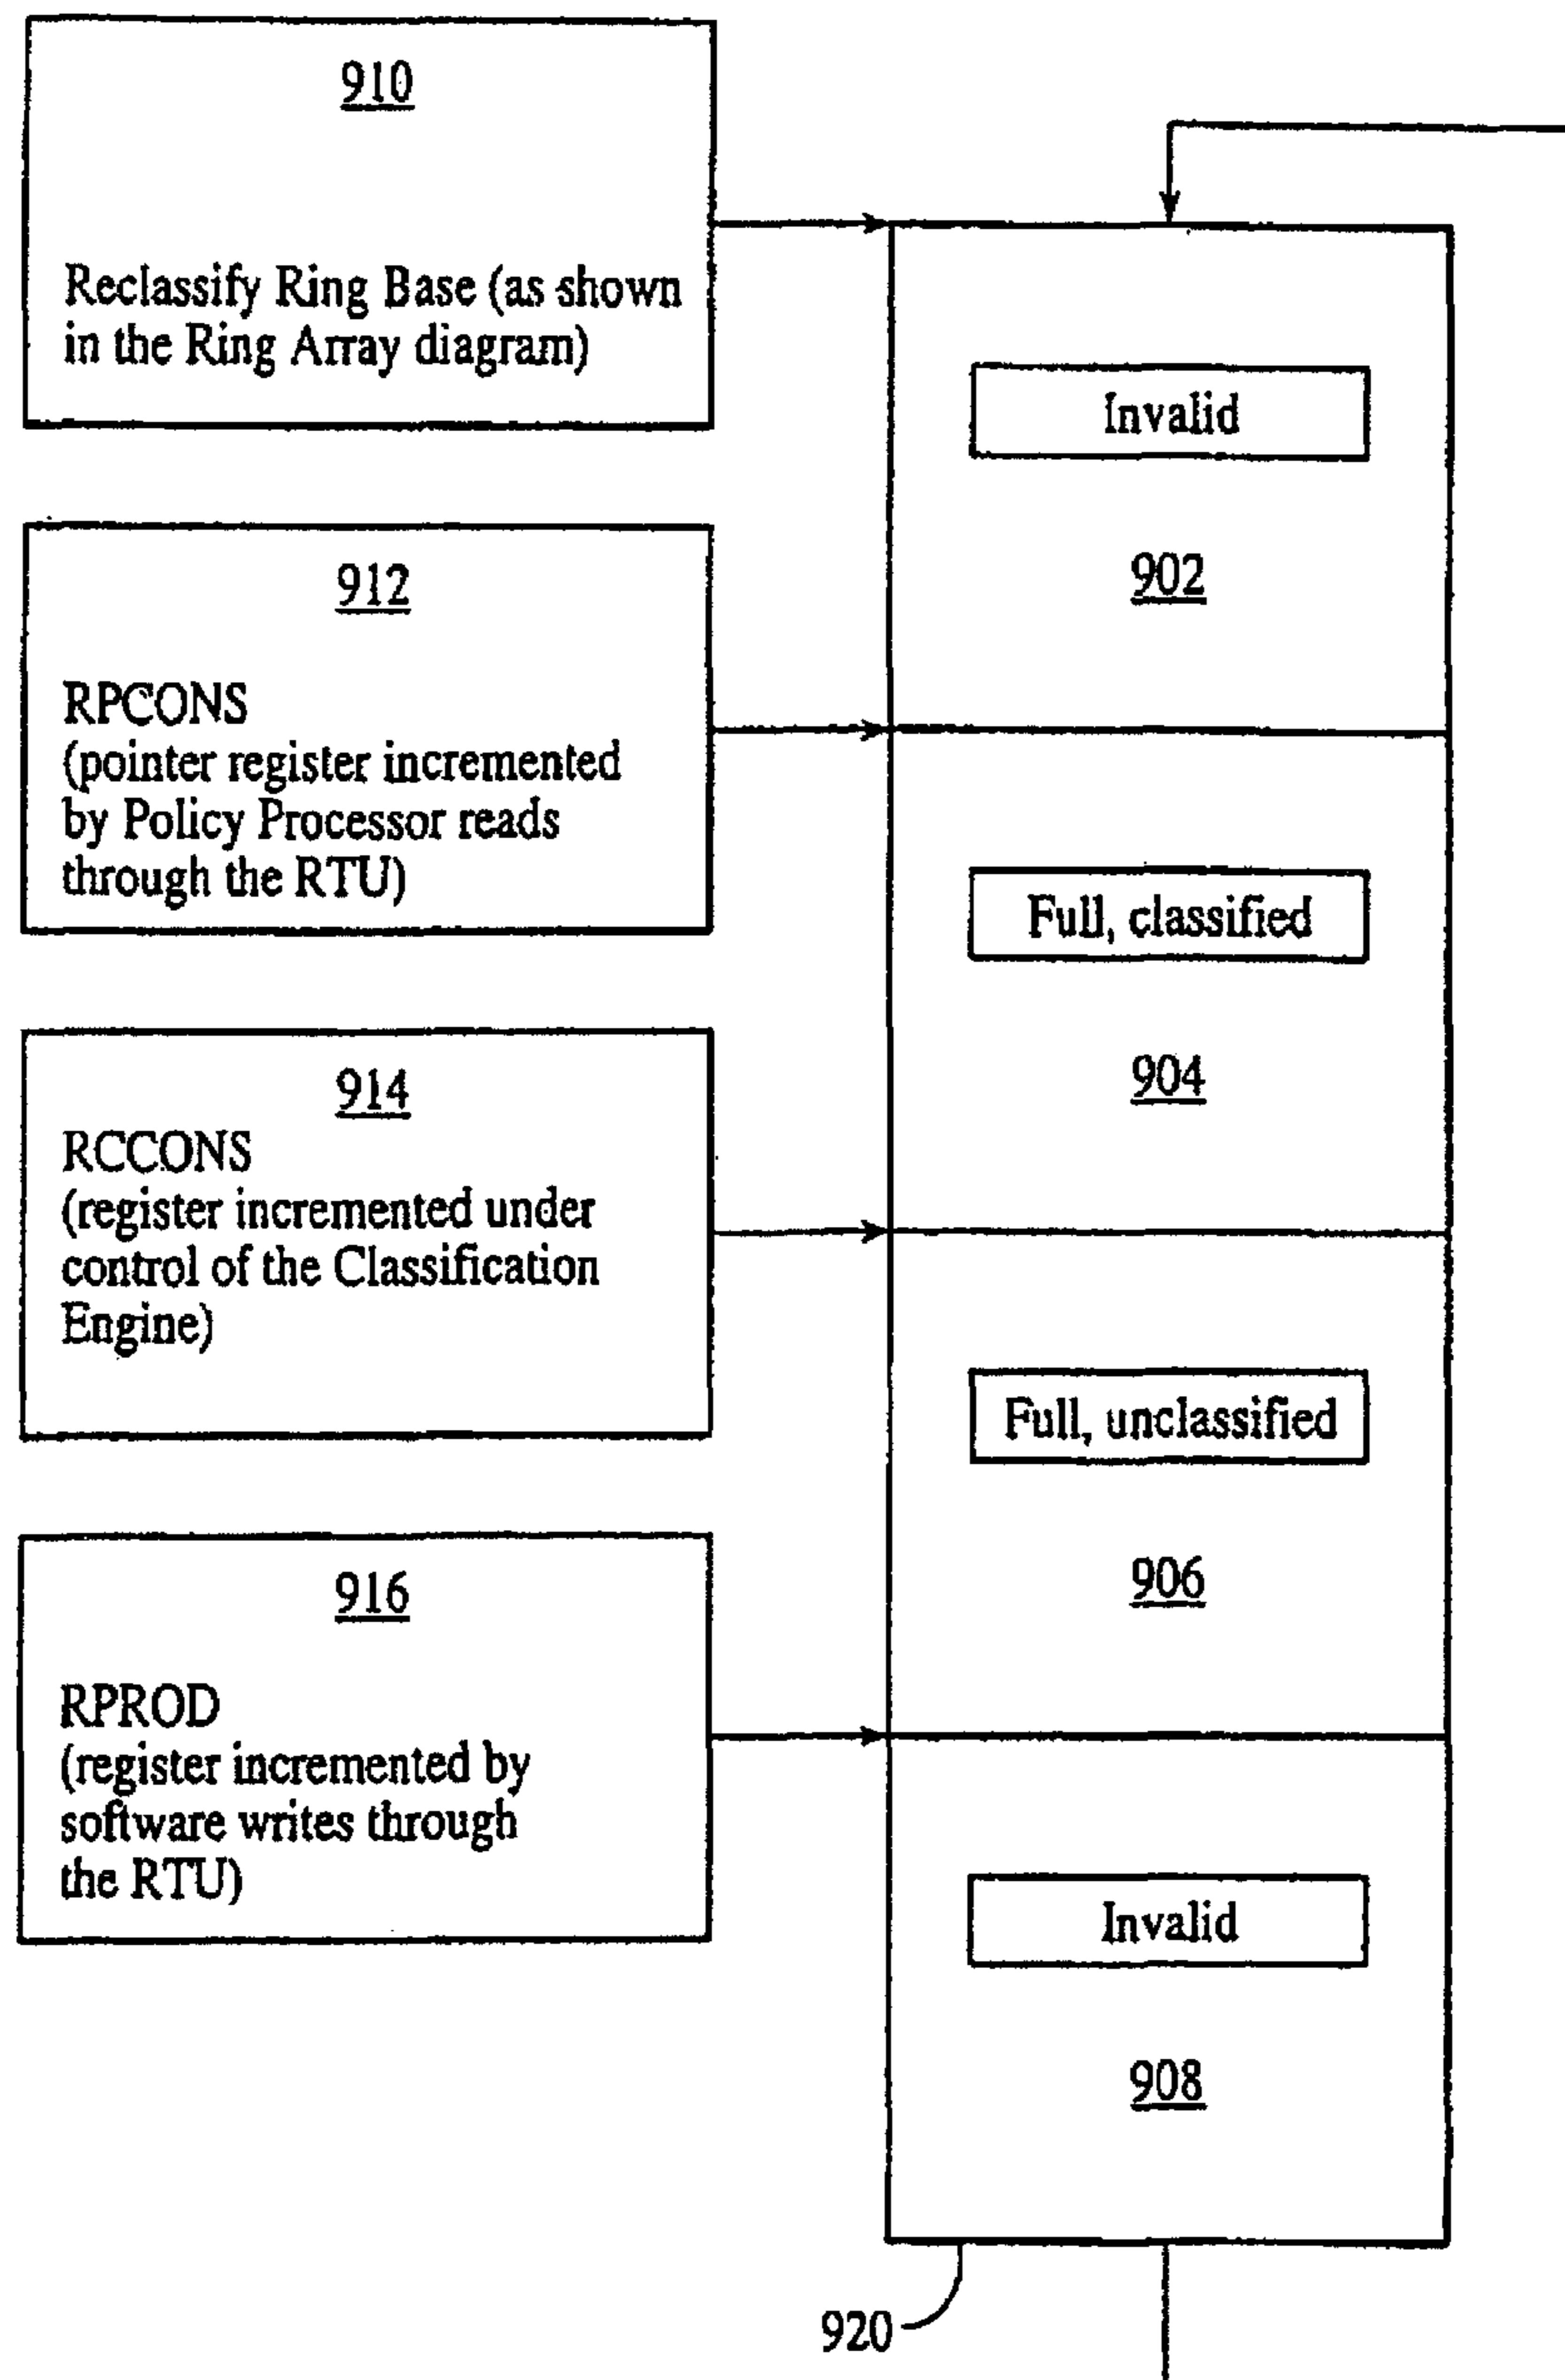 910
Reclassify Ring Base (as shown
in the Ring Array diagram)
912
RPCONS
(pointer register incremented
by Policy Processor reads
through the RTU)
914
RCCONS
(register incremented under
control of the Classification
Engine)
916
RPROD
(register incremented by
software writes through
the RTU)
Invalid
902
Full, classified
904
Full, unclassified
906
Invalid
908
920